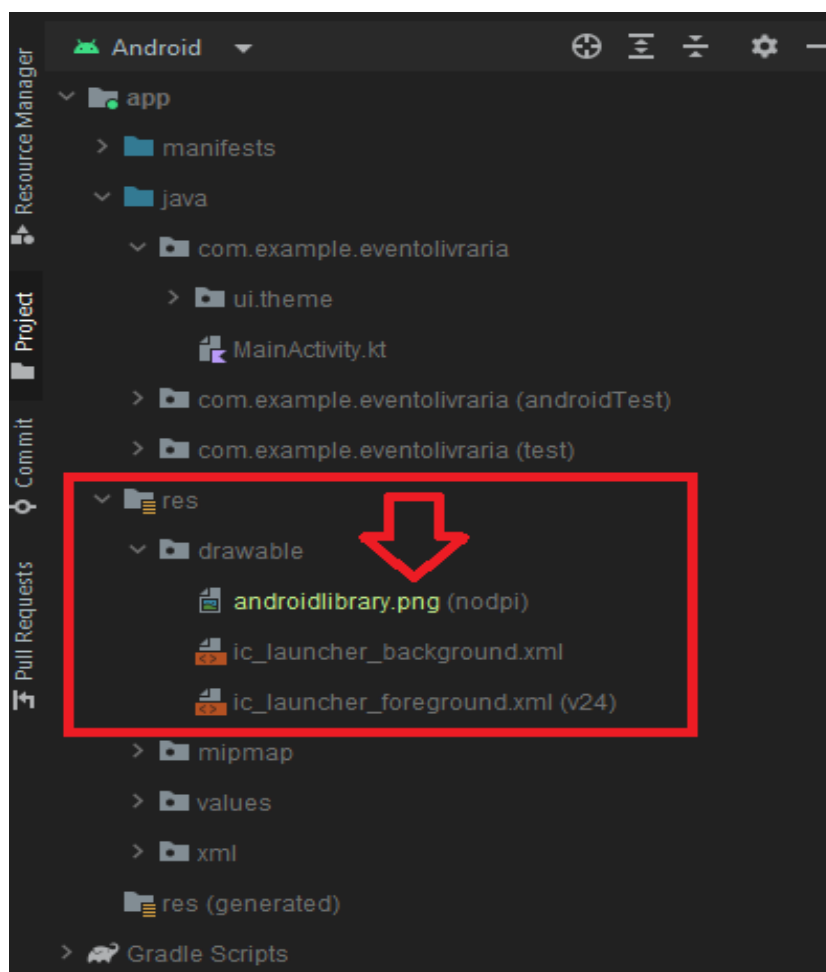 Android
app
manifests
java
com.example.eventolivraria
ui.theme
MainActivity.kt
com.example.eventolivraria (androidTest)
com.example.eventolivraria (test)
res
drawable
androidlibrary.png (nodpi)
ic_launcher_background.xml
ic_launcher_foreground.xml (v24)
mipmap
values
xml
res (generated)
Gradle Scripts
Resource Manager
Project
Commit
Pull Requests